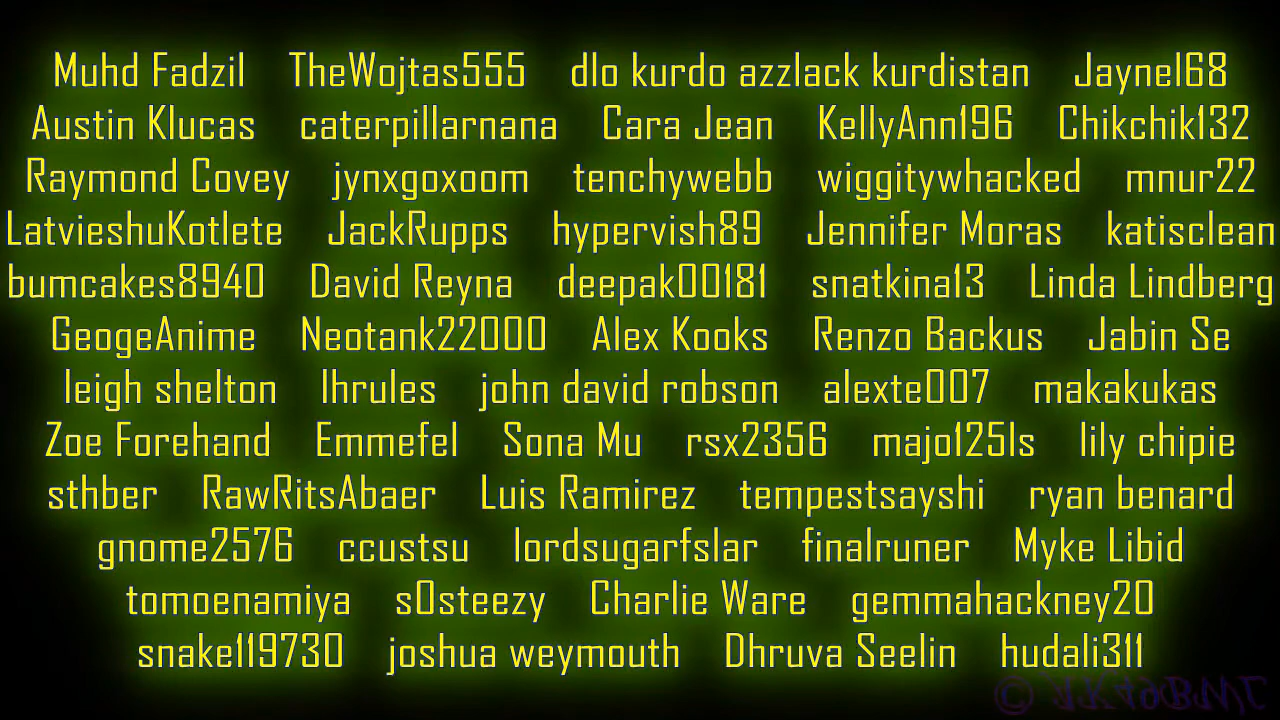 Muhd Fadzil TheWojtas555 dlo kurdo azzlack kurdistan Jaynel68
Austin Klucas caterpillarnana Cara Jean KellyAnn196 Chikchik132
Raymond Covey jynxgoxoom tenchywebb wiggitywhacked mnur22
LatvieshuKotlete JackRupps hypervish89 Jennifer Moras katisclean
bumcakes8940 David Reyna deepak00181 snatkina13 Linda Lindberg
GeogeAnime Neotank22000 Alex Kooks Renzo Backus Jabin Se
leigh shelton lhrules john david robson alexte007 makakukas
Zoe Forehand Emmefel Sona Mu rsx2356 majo125ls lily chipie
sthber RawRitsAbaer Luis Ramirez tempestsayshi ryan benard
gnome2576 ccustsu lordsugarfslar finalruner Myke Libid
tomoenamiya s0steezy Charlie Ware gemmahackney20
snake119730 joshua weymouth Dhruva Seelin hudali311
©